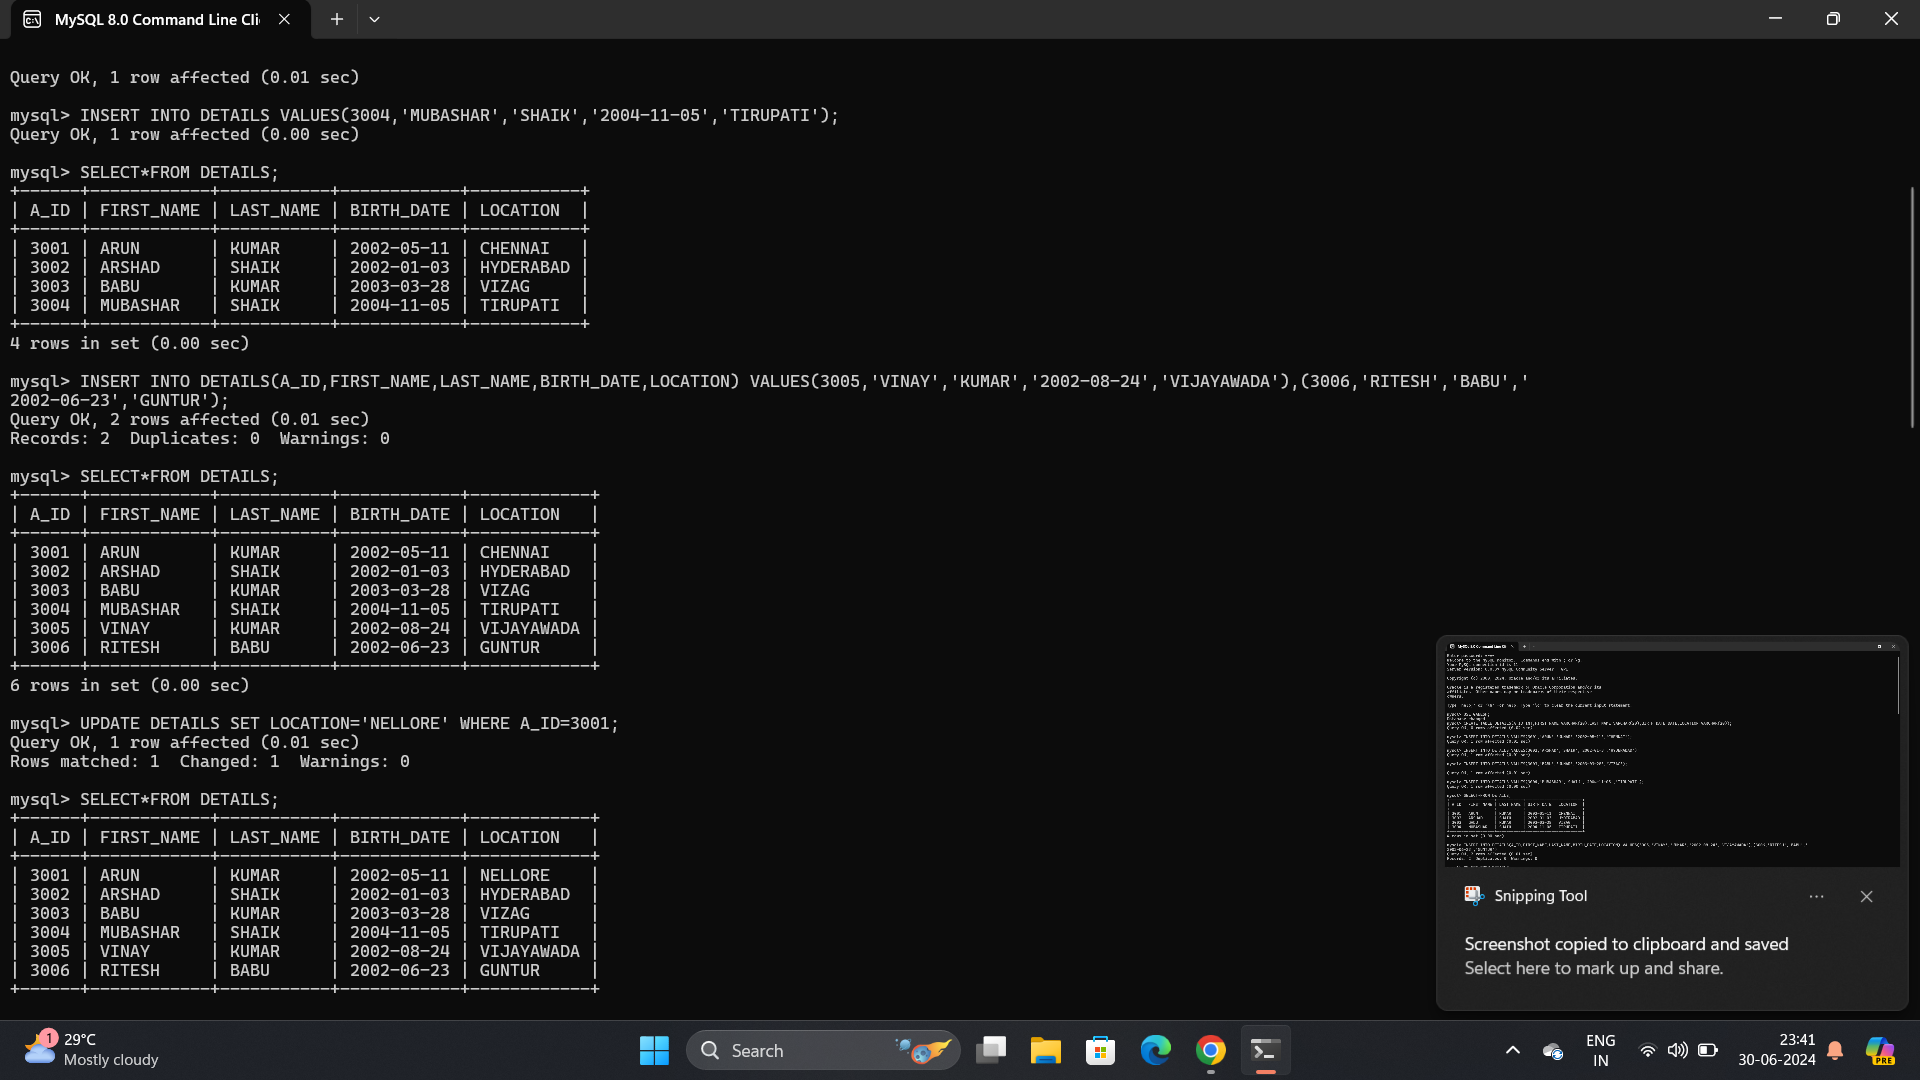 MySQL 8.0 Command Line Cli
Query OK, 1 row affected (0.01 sec)
mysql> INSERT INTO DETAILS VALUES(3004,'MUBASHAR','SHAIK','2004-11-05','TIRUPATI');
Query OK, 1 row affected (0.00 sec)
mysql> SELECT*FROM DETAILS;
+------+------------+-----------+------------+-----------+
| A_ID | FIRST_NAME | LAST_NAME | BIRTH_DATE | LOCATION  |
+------+------------+-----------+------------+-----------+
| 3001 | ARUN       | KUMAR     | 2002-05-11 | CHENNAI   |
| 3002 | ARSHAD     | SHAIK     | 2002-01-03 | HYDERABAD |
| 3003 | BABU       | KUMAR     | 2003-03-28 | VIZAG     |
| 3004 | MUBASHAR   | SHAIK     | 2004-11-05 | TIRUPATI  |
+------+------------+-----------+------------+-----------+
4 rows in set (0.00 sec)
mysql> INSERT INTO DETAILS(A_ID,FIRST_NAME,LAST_NAME,BIRTH_DATE,LOCATION) VALUES(3005,'VINAY','KUMAR','2002-08-24','VIJAYAWADA'),(3006,'RITESH','BABU','
2002-06-23','GUNTUR');
Query OK, 2 rows affected (0.01 sec)
Records: 2  Duplicates: 0  Warnings: 0
mysql> SELECT*FROM DETAILS;
+------+------------+-----------+------------+------------+
| A_ID | FIRST_NAME | LAST_NAME | BIRTH_DATE | LOCATION   |
+------+------------+-----------+------------+------------+
| 3001 | ARUN       | KUMAR     | 2002-05-11 | CHENNAI    |
| 3002 | ARSHAD     | SHAIK     | 2002-01-03 | HYDERABAD  |
| 3003 | BABU       | KUMAR     | 2003-03-28 | VIZAG      |
| 3004 | MUBASHAR   | SHAIK     | 2004-11-05 | TIRUPATI   |
| 3005 | VINAY      | KUMAR     | 2002-08-24 | VIJAYAWADA |
| 3006 | RITESH     | BABU      | 2002-06-23 | GUNTUR     |
+------+------------+-----------+------------+------------+
6 rows in set (0.00 sec)
mysql> UPDATE DETAILS SET LOCATION='NELLORE' WHERE A_ID=3001;
Query OK, 1 row affected (0.01 sec)
Rows matched: 1  Changed: 1  Warnings: 0
mysql> SELECT*FROM DETAILS;
+------+------------+-----------+------------+------------+
| A_ID | FIRST_NAME | LAST_NAME | BIRTH_DATE | LOCATION   |
+------+------------+-----------+------------+------------+
| 3001 | ARUN       | KUMAR     | 2002-05-11 | NELLORE    |
| 3002 | ARSHAD     | SHAIK     | 2002-01-03 | HYDERABAD  |
| 3003 | BABU       | KUMAR     | 2003-03-28 | VIZAG      |
| 3004 | MUBASHAR   | SHAIK     | 2004-11-05 | TIRUPATI   |
| 3005 | VINAY      | KUMAR     | 2002-08-24 | VIJAYAWADA |
| 3006 | RITESH     | BABU      | 2002-06-23 | GUNTUR     |
+------+------------+-----------+------------+------------+
Snipping Tool
Screenshot copied to clipboard and saved
Select here to mark up and share.
1
29°C
Mostly cloudy
Search
ENG
IN
23:41
30-06-2024
PRE